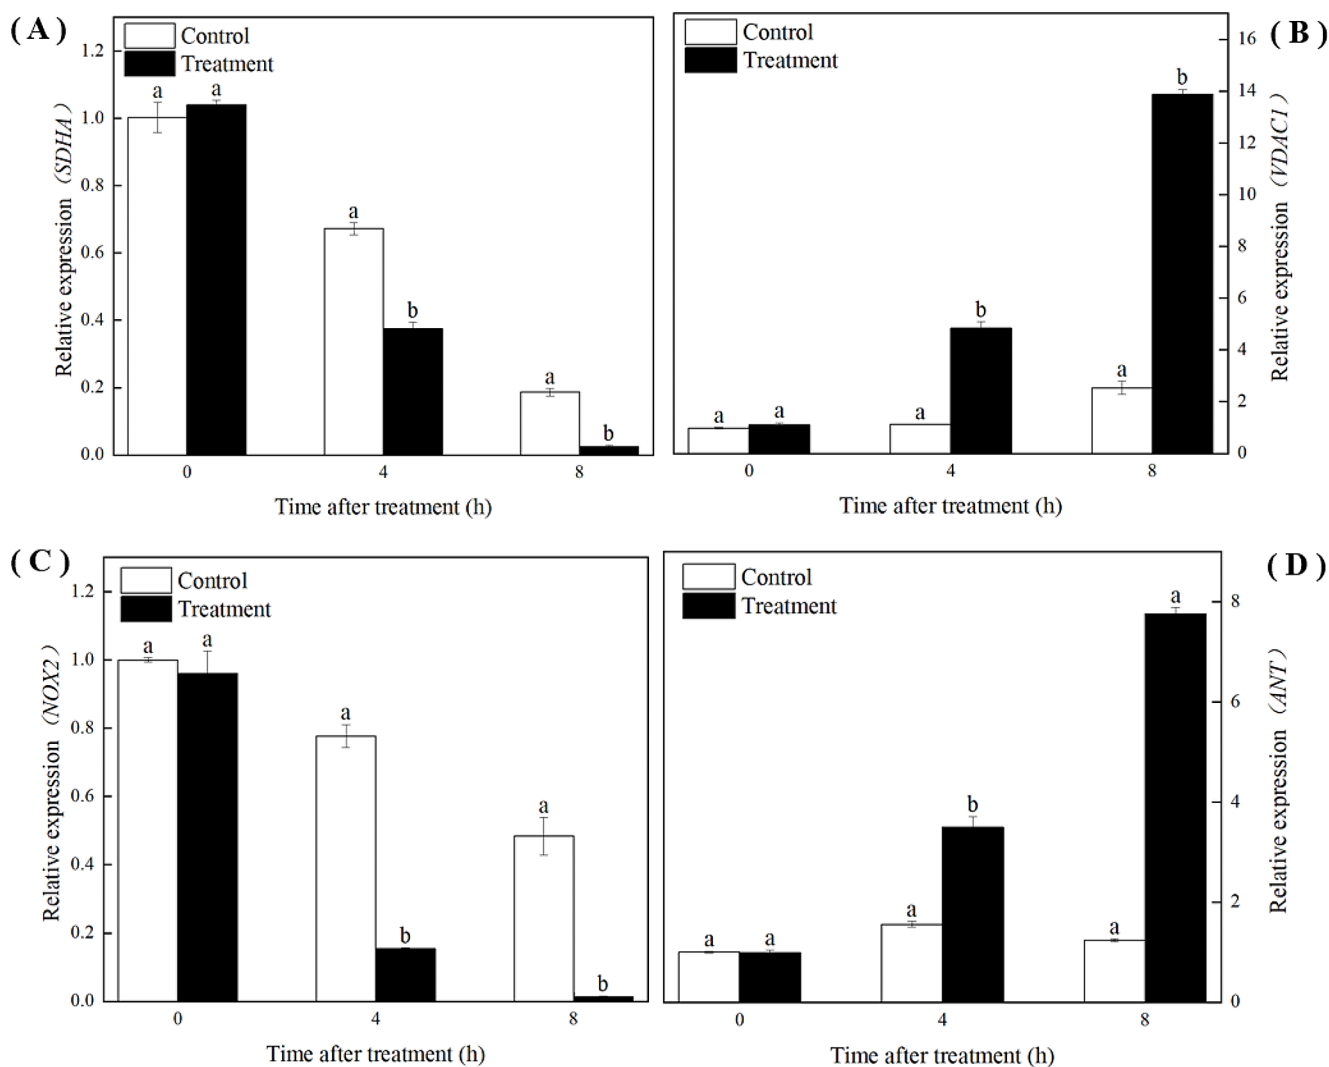 ( A )
Control
Treatment
1.2
1.0
0.8
0.6
0.4
0.2
0.0
Relative expression (SDHA)
a
a
a
b
a
b
0
4
8
Time after treatment (h)
( B )
Control
Treatment
16
14
12
10
8
6
4
2
0
Relative expression (VDAC1)
a
a
a
b
a
b
0
4
8
Time after treatment (h)
( C )
Control
Treatment
1.2
1.0
0.8
0.6
0.4
0.2
0.0
Relative expression (NOX2)
a
a
a
b
a
b
0
4
8
Time after treatment (h)
( D )
Control
Treatment
8
6
4
2
0
Relative expression (ANT)
a
a
a
b
a
a
0
4
8
Time after treatment (h)